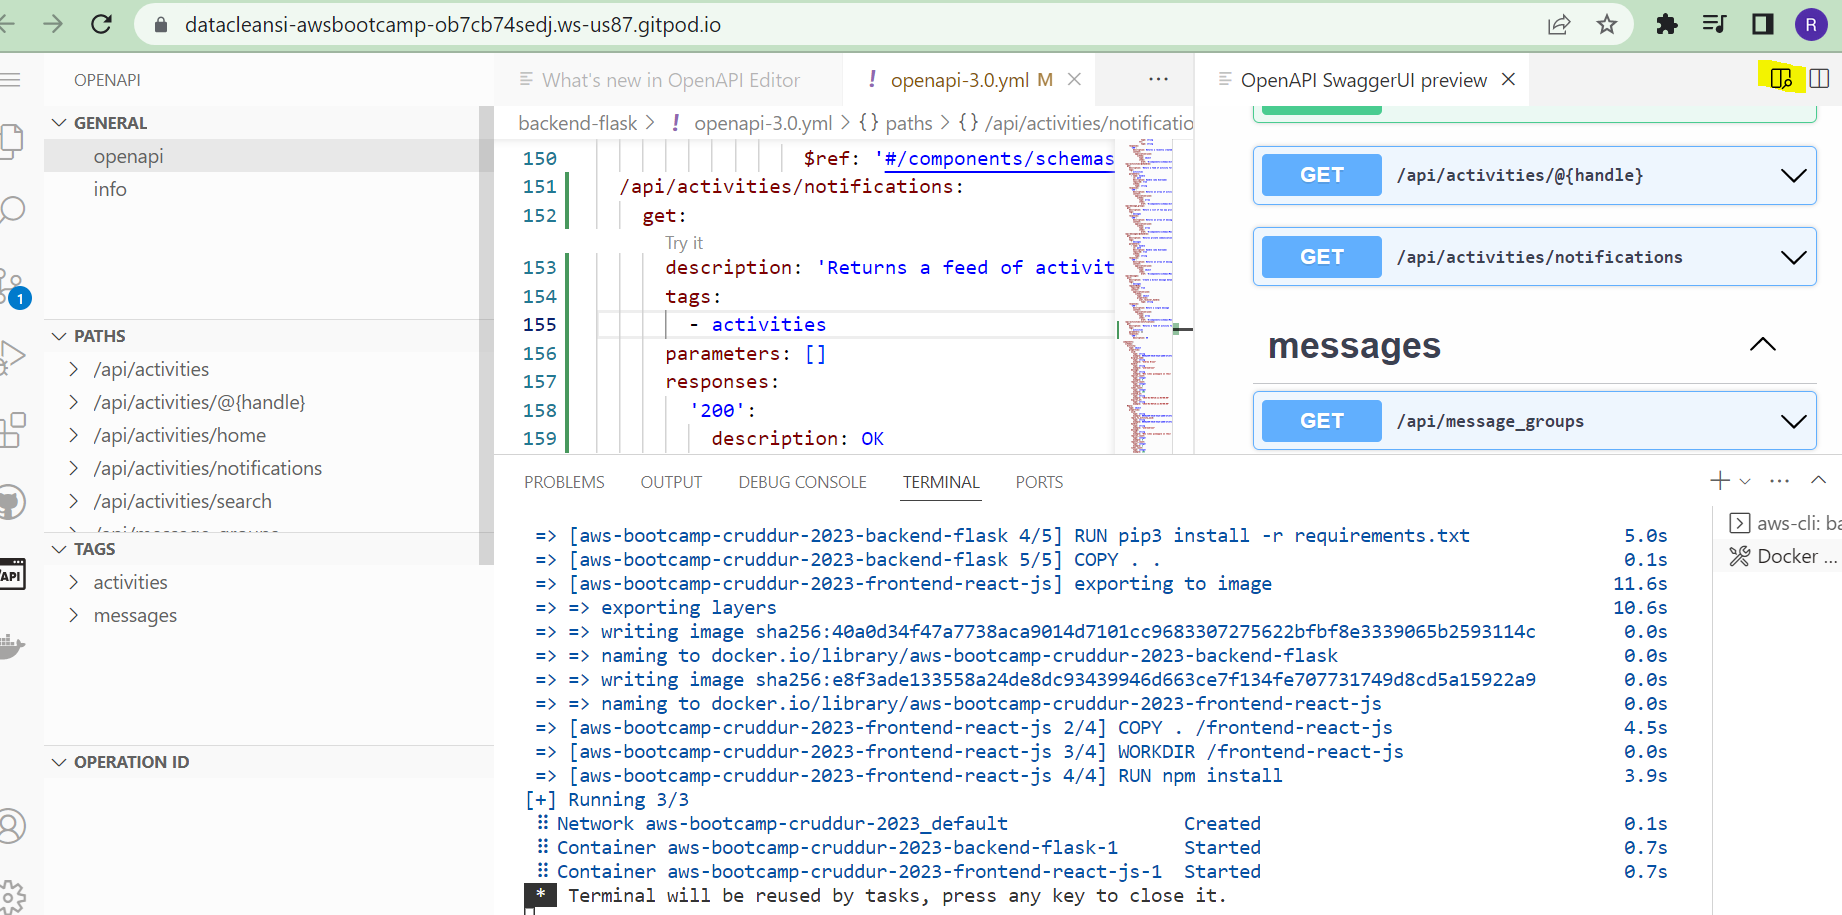 datacleansi-awsbootcamp-ob7cb74sedj.ws-us87.gitpod.io
R
OPENAPI
What's new in OpenAPI Editor
! openapi-3.0.yml M
OpenAPI SwaggerUI preview
GENERAL
openapi
info
backend-flask > ! openapi-3.0.yml > {} paths > {} /api/activities/notificatio
150 $ref: '#/components/schemas
151 /api/activities/notifications:
152 get:
Try it
153 description: 'Returns a feed of activit
154 tags:
155 - activities
156 parameters: []
157 responses:
158 '200':
159 description: OK
GET /api/activities/@{handle}
GET /api/activities/notifications
messages
GET /api/message_groups
1
PATHS
/api/activities
/api/activities/@{handle}
/api/activities/home
/api/activities/notifications
/api/activities/search
/api/message_groups
TAGS
activities
messages
OPERATION ID
API
PROBLEMS OUTPUT DEBUG CONSOLE TERMINAL PORTS
=> [aws-bootcamp-cruddur-2023-backend-flask 4/5] RUN pip3 install -r requirements.txt 5.0s
=> [aws-bootcamp-cruddur-2023-backend-flask 5/5] COPY . . 0.1s
=> [aws-bootcamp-cruddur-2023-frontend-react-js] exporting to image 11.6s
=> => exporting layers 10.6s
=> => writing image sha256:40a0d34f47a7738aca9014d7101cc9683307275622bfbf8e3339065b2593114c 0.0s
=> => naming to docker.io/library/aws-bootcamp-cruddur-2023-backend-flask 0.0s
=> => writing image sha256:e8f3ade133558a24de8dc93439946d663ce7f134fe707731749d8cd5a15922a9 0.0s
=> => naming to docker.io/library/aws-bootcamp-cruddur-2023-frontend-react-js 0.0s
=> [aws-bootcamp-cruddur-2023-frontend-react-js 2/4] COPY . /frontend-react-js 4.5s
=> [aws-bootcamp-cruddur-2023-frontend-react-js 3/4] WORKDIR /frontend-react-js 0.0s
=> [aws-bootcamp-cruddur-2023-frontend-react-js 4/4] RUN npm install 3.9s
[+] Running 3/3
⠿ Network aws-bootcamp-cruddur-2023_default Created 0.1s
⠿ Container aws-bootcamp-cruddur-2023-backend-flask-1 Started 0.7s
⠿ Container aws-bootcamp-cruddur-2023-frontend-react-js-1 Started 0.7s
* Terminal will be reused by tasks, press any key to close it.
aws-cli: ba
Docker ...